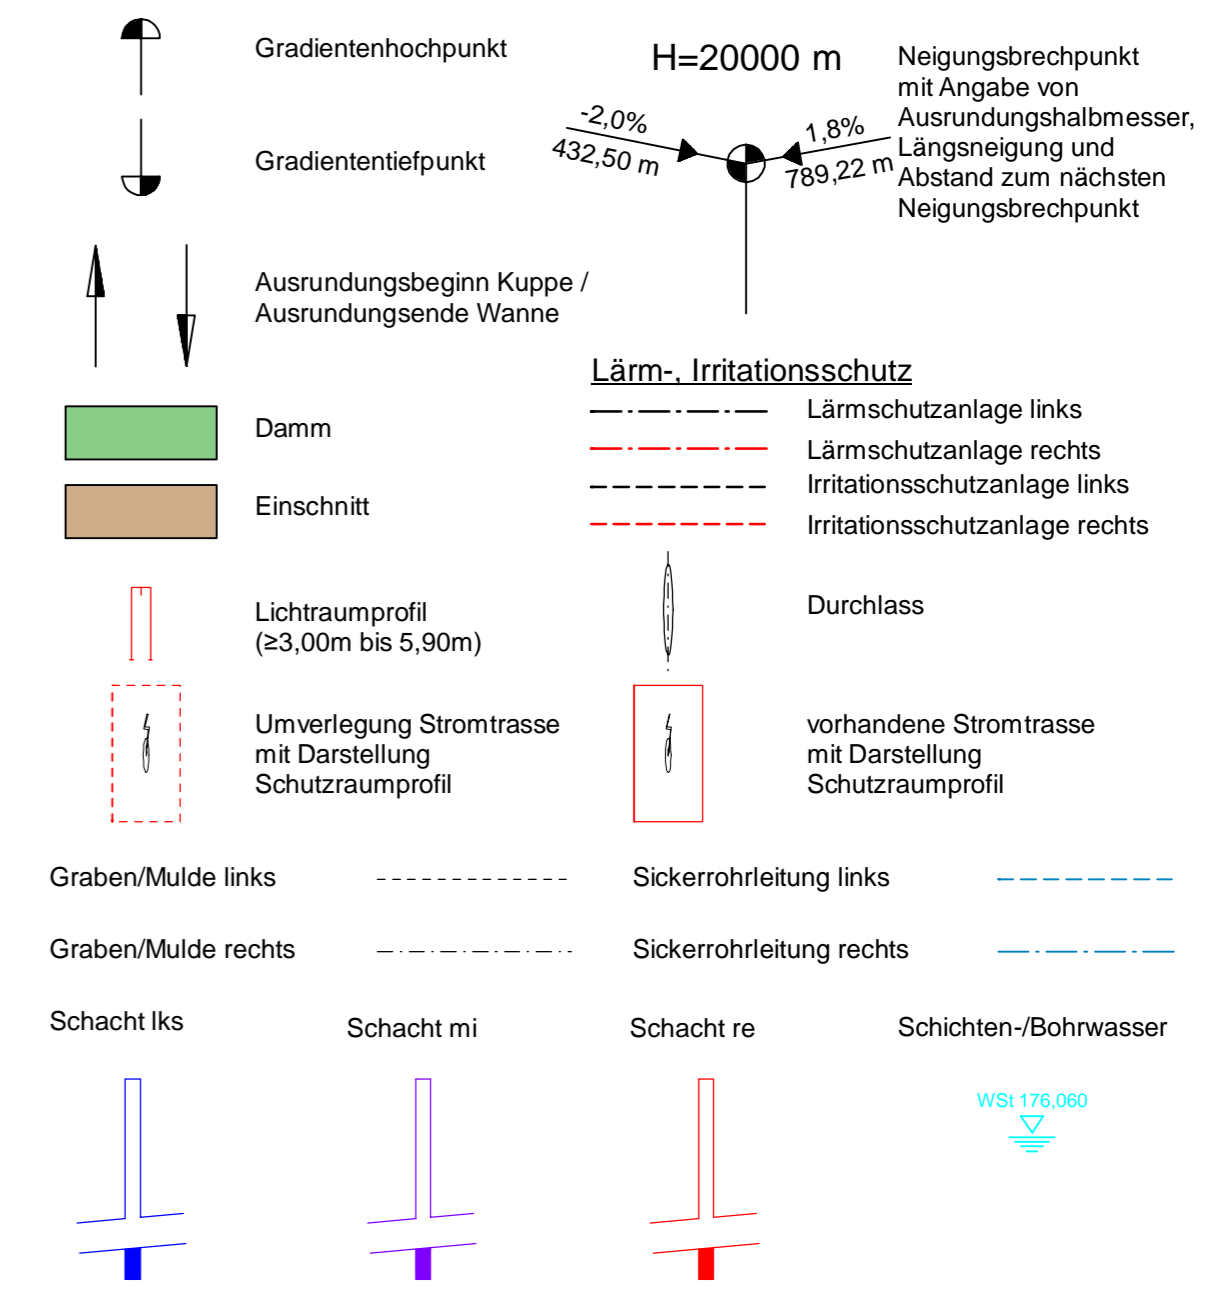 Gradientenhochpunkt
Gradiententiefpunkt
Ausrundungsbeginn Kuppe /
Ausrundungsende Wanne
Damm
Einschnitt
Lichtraumprofil
(≥3,00m bis 5,90m)
Umverlegung Stromtrasse
mit Darstellung
Schutzraumprofil
H=20000 m
-2,0%
432,50 m
1,8%
789,22 m
Neigungsbrechpunkt
mit Angabe von
Ausrundungshalbmesser,
Längsneigung und
Abstand zum nächsten
Neigungsbrechpunkt
Lärm-, Irritationsschutz
Lärmschutzanlage links
Lärmschutzanlage rechts
Irritationsschutzanlage links
Irritationsschutzanlage rechts
Durchlass
vorhandene Stromtrasse
mit Darstellung
Schutzraumprofil
Graben/Mulde links
Sickerrohrleitung links
Graben/Mulde rechts
Sickerrohrleitung rechts
Schacht lks
Schacht mi
Schacht re
Schichten-/Bohrwasser
WSt 176,060